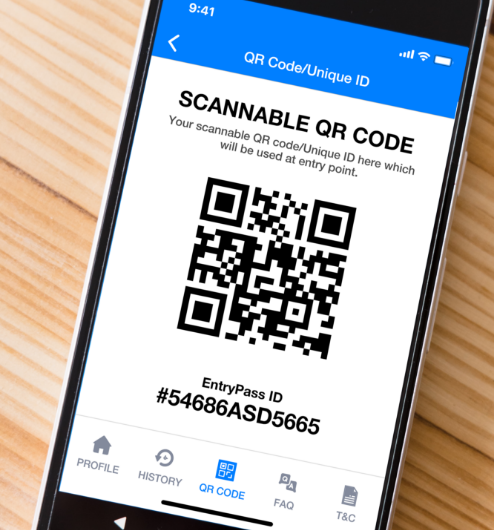 9:41
QR Code/Unique ID
SCANNABLE QR CODE
Your scannable QR code/Unique ID here which
will be used at entry point.
EntryPass ID
#54686ASD5665
PROFILE
HISTORY
QR CODE
FAQ
T&C